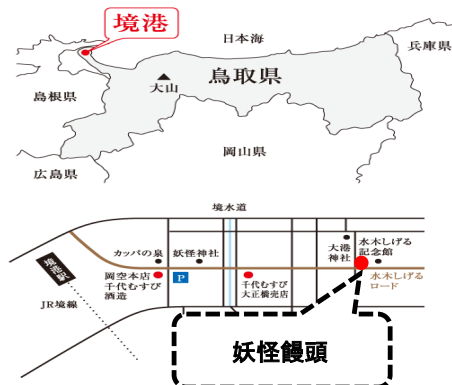 境港
日本海
兵庫県
鳥取県
大山
島根県
岡山県
広島県
境水道
カッパの泉
妖怪神社
大港
神社
水木しげる
記念館
境港駅
岡空本店
千代むすび
酒造
P
千代むすび
大正橋売店
水木しげる
ロード
JR境線
妖怪饅頭